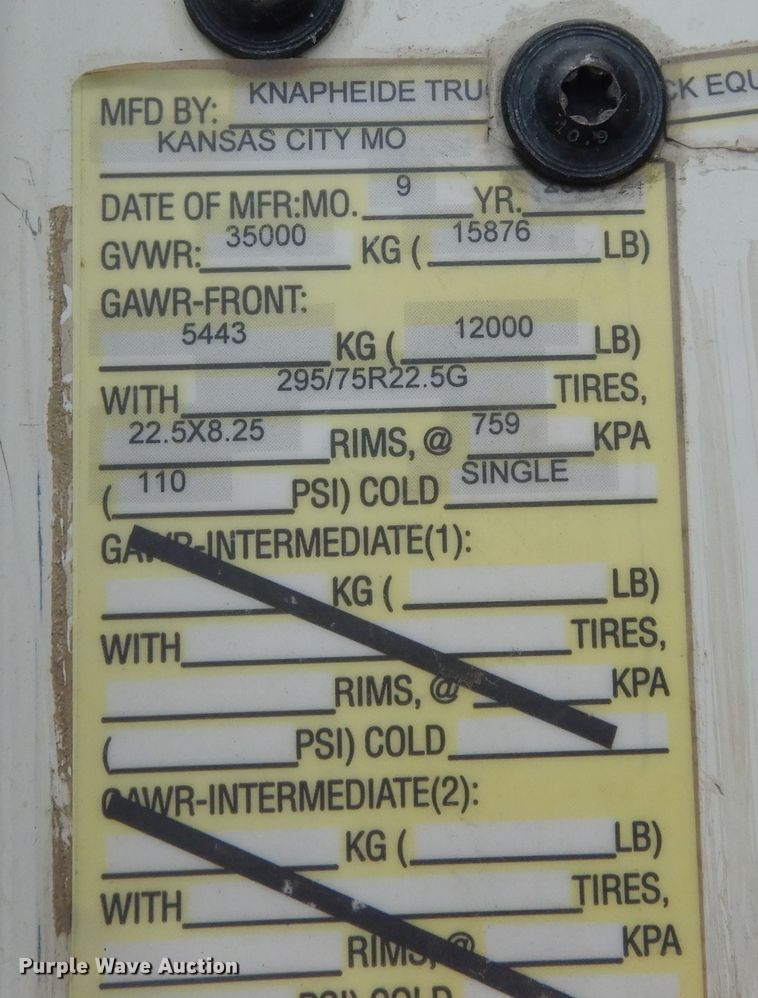 MFD BY: KNAPHEIDE TRU CK EQU
10.9
KANSAS CITY MO
DATE OF MFR:MO. 9 YR.
GVWR: 35000 KG ( 15876 LB)
GAWR-FRONT:
5443 KG ( 12000 LB)
WITH 295/75R22.5G TIRES,
22.5X8.25 RIMS, @ 759 KPA
( 110 PSI) COLD SINGLE
GAWR-INTERMEDIATE(1):
KG ( LB)
WITH TIRES,
RIMS, @ KPA
( PSI) COLD
GAWR-INTERMEDIATE(2):
KG ( LB)
WITH TIRES,
RIMS, @ KPA
PSI) COLD
Purple Wave Auction